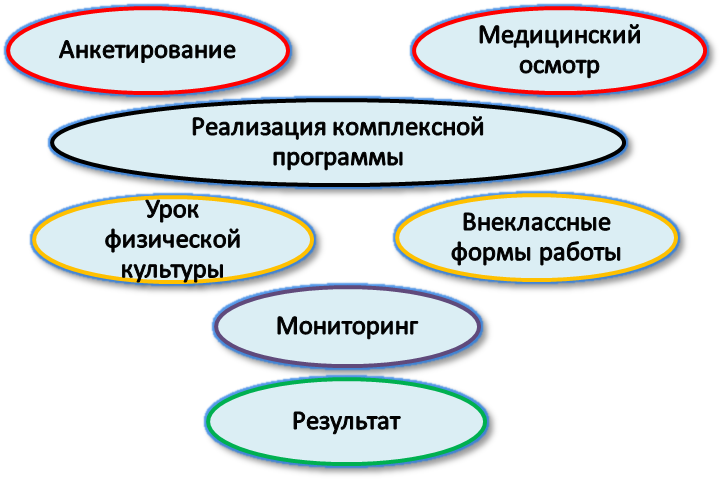 Анкетирование
Медицинский
осмотр
Реализация комплексной
программы
Урок
физической
культуры
Внеклассные
формы работы
Мониторинг
Результат